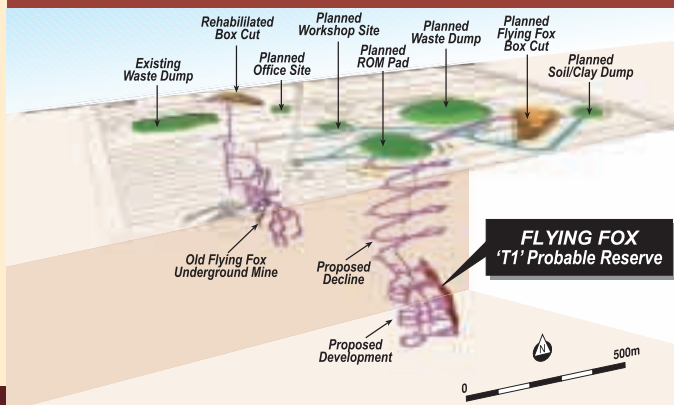 Existing
Waste Dump
Rehabililated
Box Cut
Planned
Office Site
Planned
Workshop Site
Planned
ROM Pad
Planned
Waste Dump
Planned
Flying Fox
Box Cut
Planned
Soil/Clay Dump
Old Flying Fox
Underground Mine
Proposed
Decline
FLYING FOX
‘T1’ Probable Reserve
Proposed
Development
N
0
500m